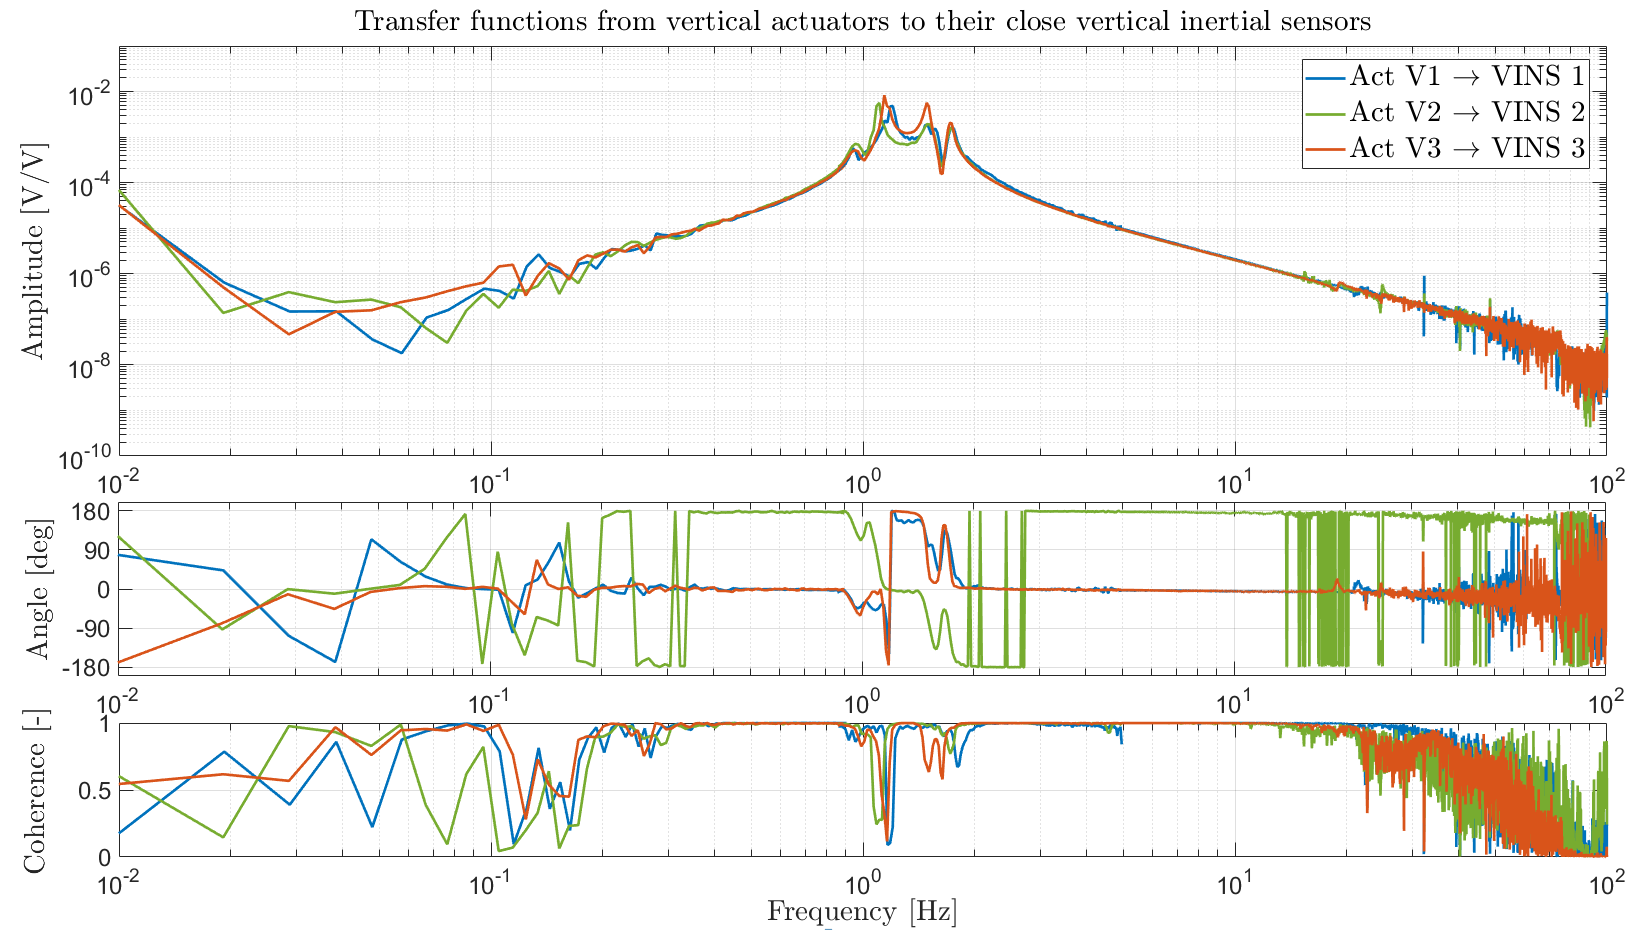 Transfer functions from vertical actuators to their close vertical inertial sensors
Act V1 → VINS 1
Act V2 → VINS 2
Act V3 → VINS 3
Amplitude [V/V]
10^-2
10^-4
10^-6
10^-8
10^-10
10^-2 10^-1 10^0 10^1 10^2
Angle [deg]
180
90
0
-90
-180
10^-2 10^-1 10^0 10^1 10^2
Coherence [-]
1
0.5
0
10^-2 10^-1 10^0 10^1 10^2
Frequency [Hz]